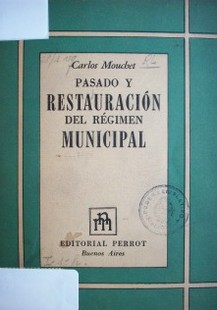 Carlos Mouchet
PASADO Y
RESTAURACIÓN
DEL RÉGIMEN
MUNICIPAL
EDITORIAL PERROT
Buenos Aires